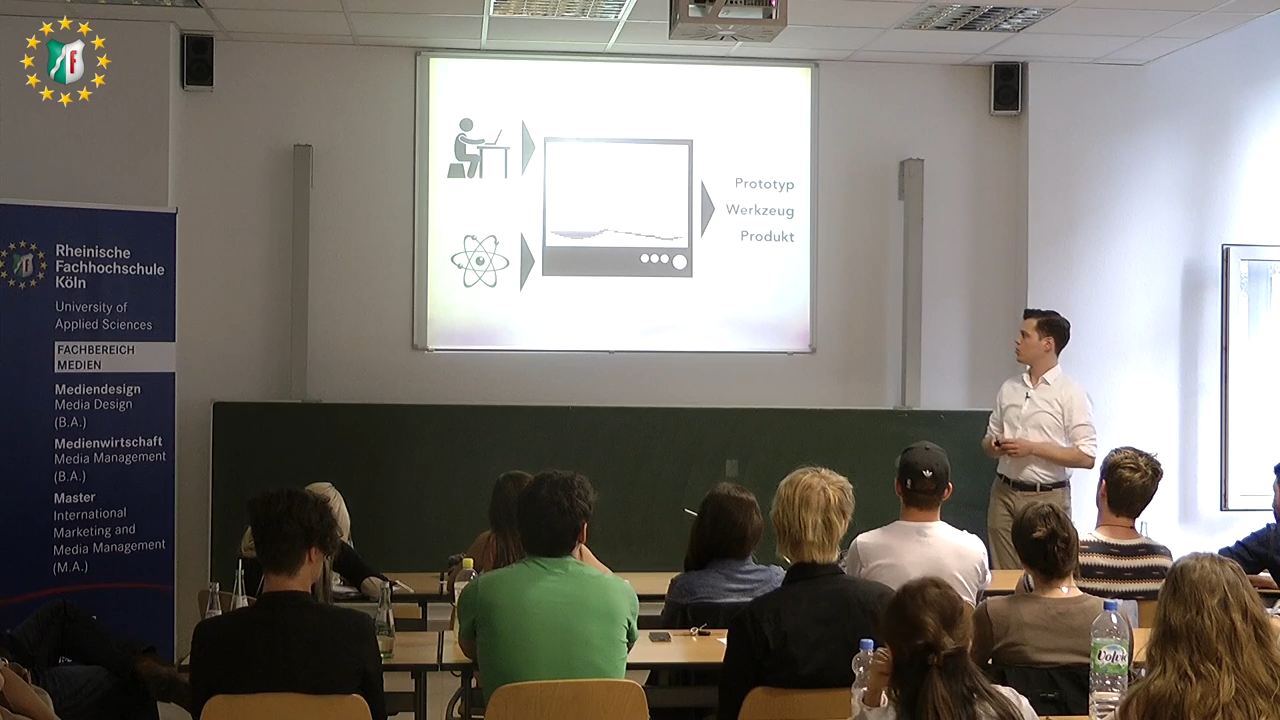 F
Prototyp
Werkzeug
Produkt
Rheinische
Fachhochschule
Köln
University of
Applied Sciences
FACHBEREICH
MEDIEN
Mediendesign
Media Design
(B.A.)
Medienwirtschaft
Media Management
(B.A.)
Master
International
Marketing and
Media Management
(M.A.)
Volvic